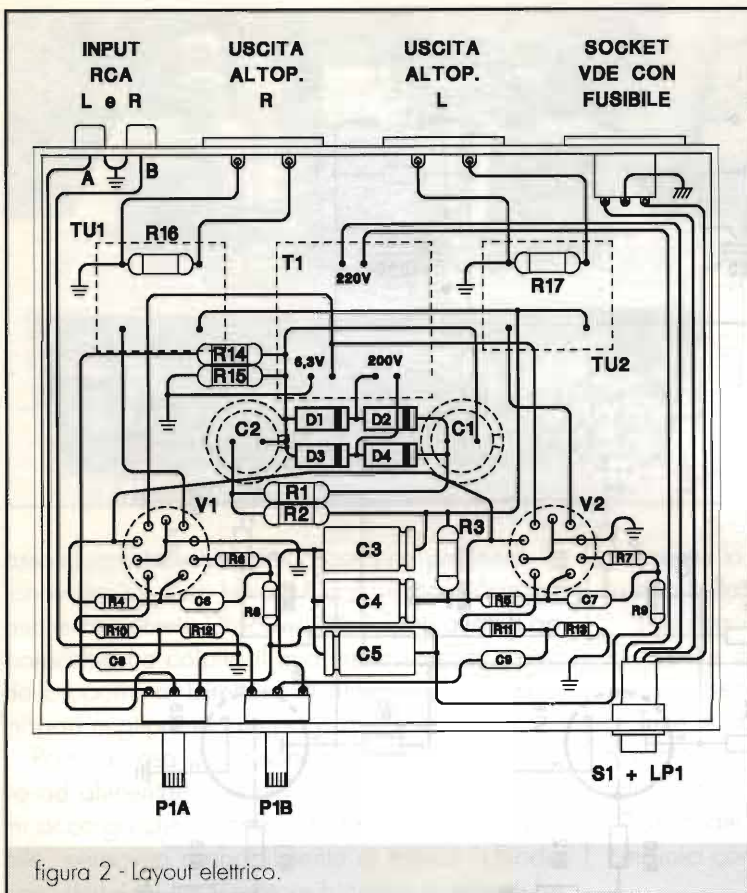 INPUT
RCA
L e R
USCITA
ALTOP.
R
USCITA
ALTOP.
L
SOCKET
VDE CON
FUSIBILE
A
B
TU1
R16
T1
220V
R17
TU2
R14
R15
6,3V
200V
C2
D1
D2
C1
D3
D4
R1
R2
V1
V2
C3
R3
R6
R7
C4
R4
C6
R8
R5
C7
R9
R10
R12
C5
R11
R13
C8
C9
P1A
P1B
S1 + LP1
figura 2 - Layout elettrico.